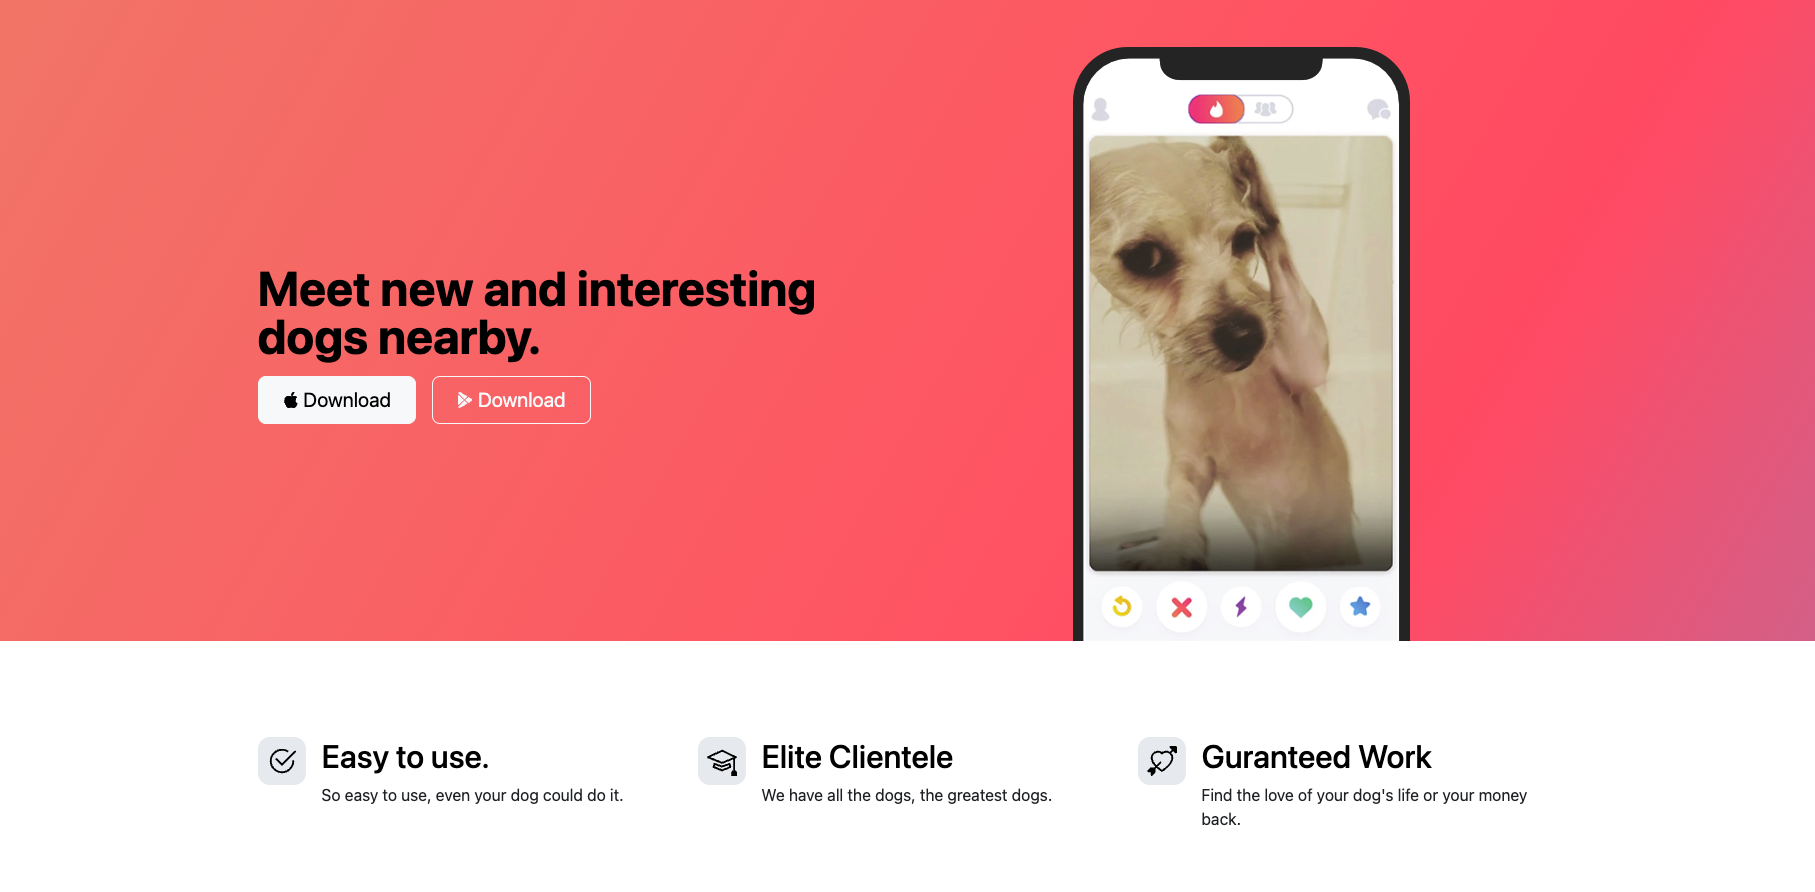 Meet new and interesting
dogs nearby.
Download
Download
Easy to use.
So easy to use, even your dog could do it.
Elite Clientele
We have all the dogs, the greatest dogs.
Guranteed Work
Find the love of your dog's life or your money
back.